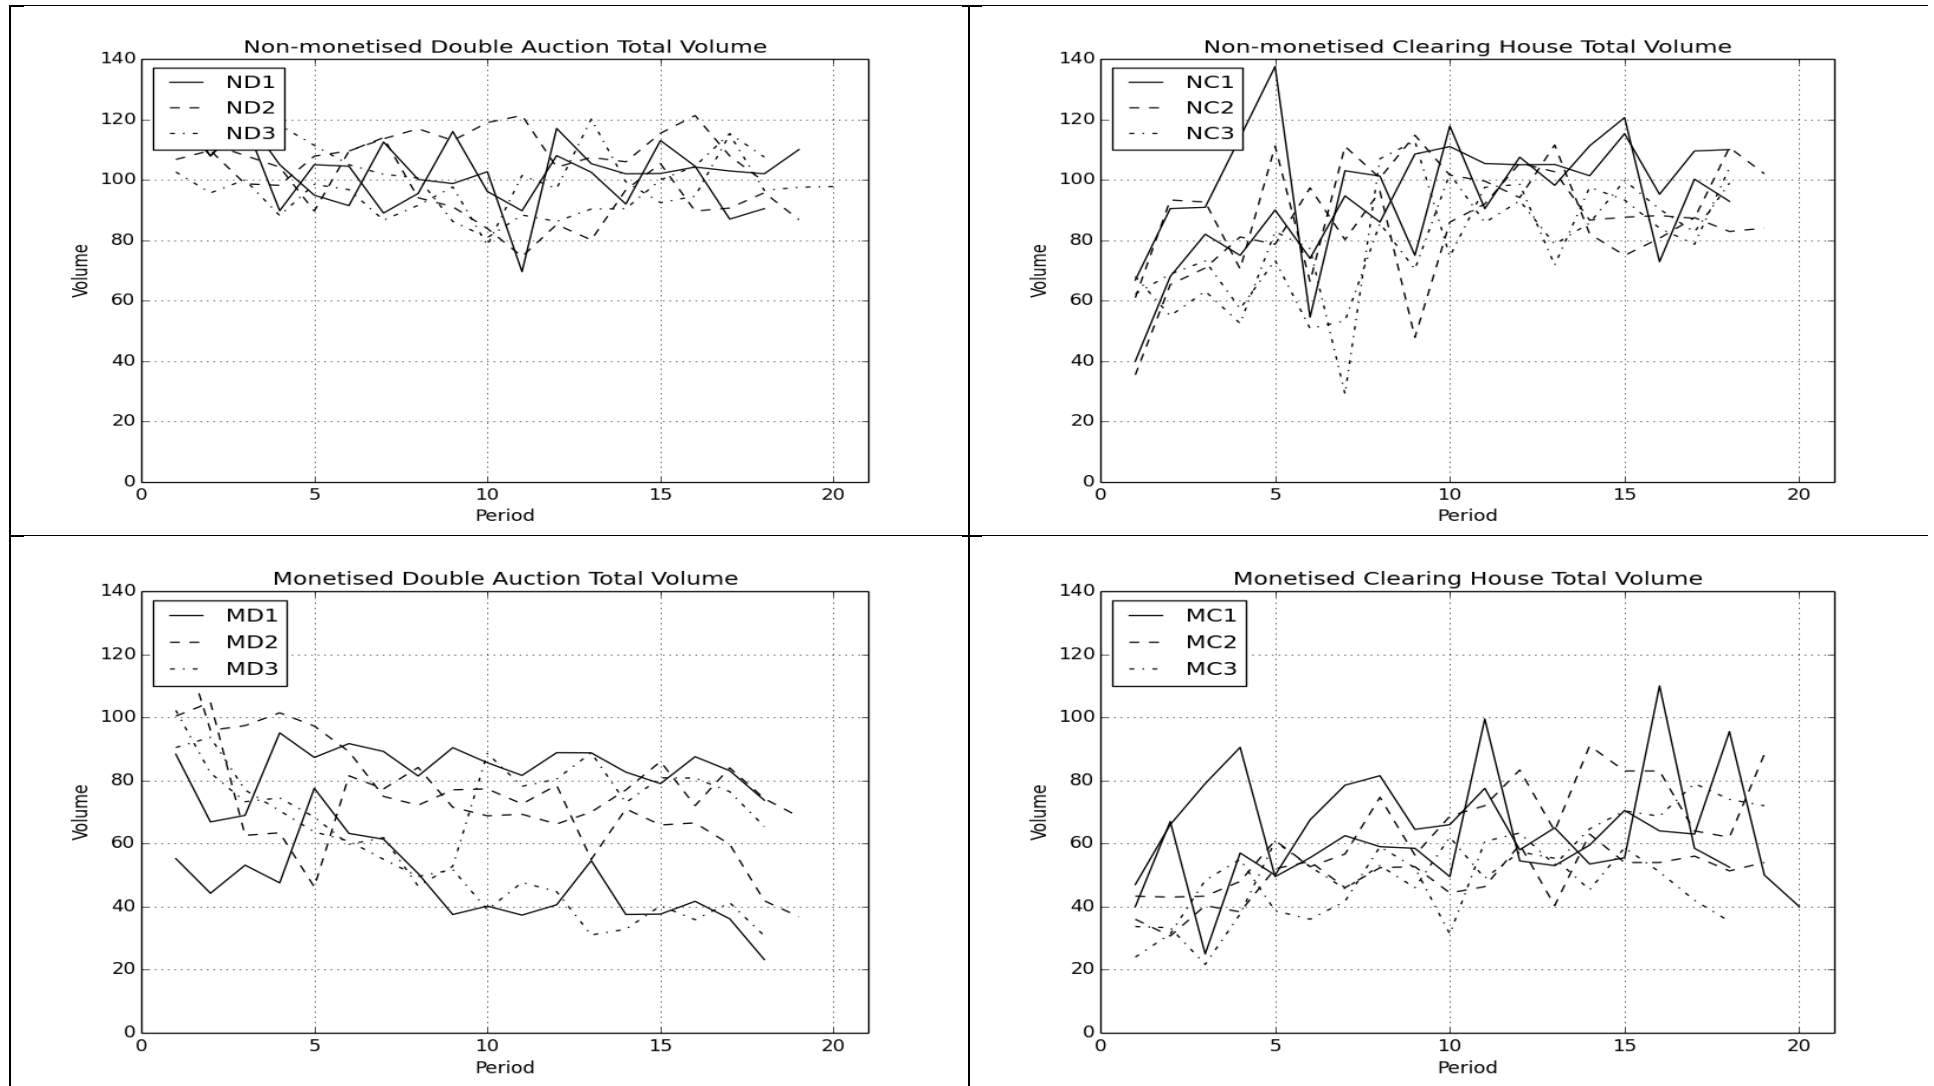 Non-monetised Double Auction Total Volume
140
120
100
80
60
40
20
0
Volume
ND1
ND2
ND3
0 5 10 15 20
Period
Non-monetised Clearing House Total Volume
140
120
100
80
60
40
20
0
Volume
NC1
NC2
NC3
0 5 10 15 20
Period
Monetised Double Auction Total Volume
140
120
100
80
60
40
20
0
Volume
MD1
MD2
MD3
0 5 10 15 20
Period
Monetised Clearing House Total Volume
140
120
100
80
60
40
20
0
Volume
MC1
MC2
MC3
0 5 10 15 20
Period